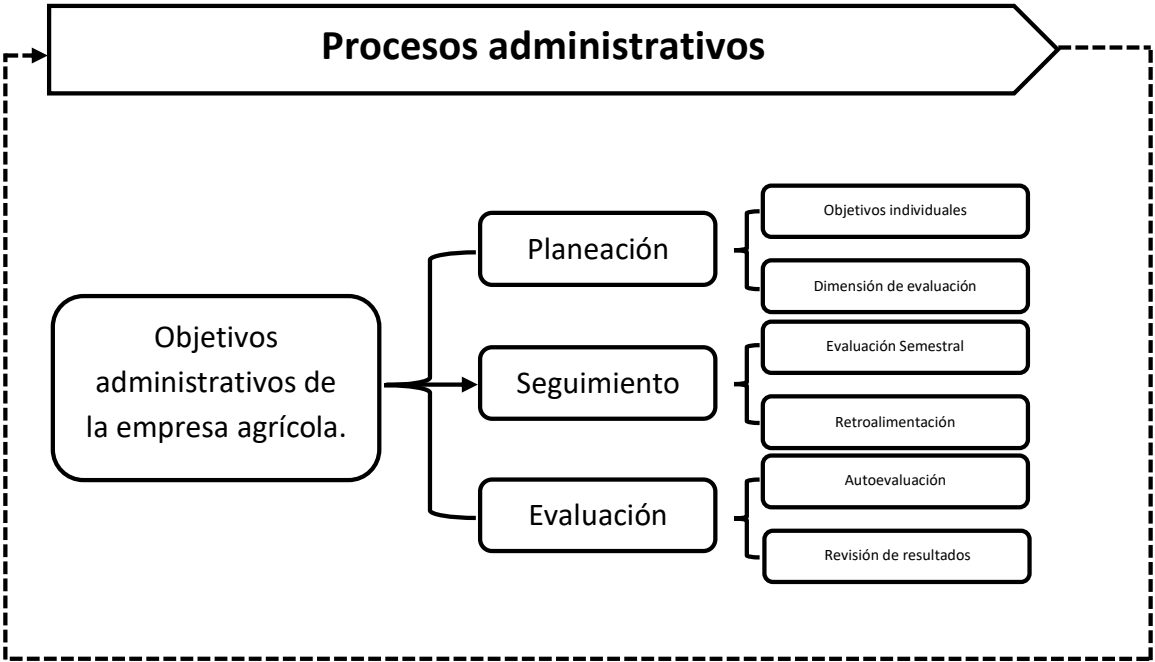 Procesos administrativos
Objetivos
administrativos de
la empresa agrícola.
Planeación
Objetivos individuales
Dimensión de evaluación
Seguimiento
Evaluación Semestral
Retroalimentación
Evaluación
Autoevaluación
Revisión de resultados